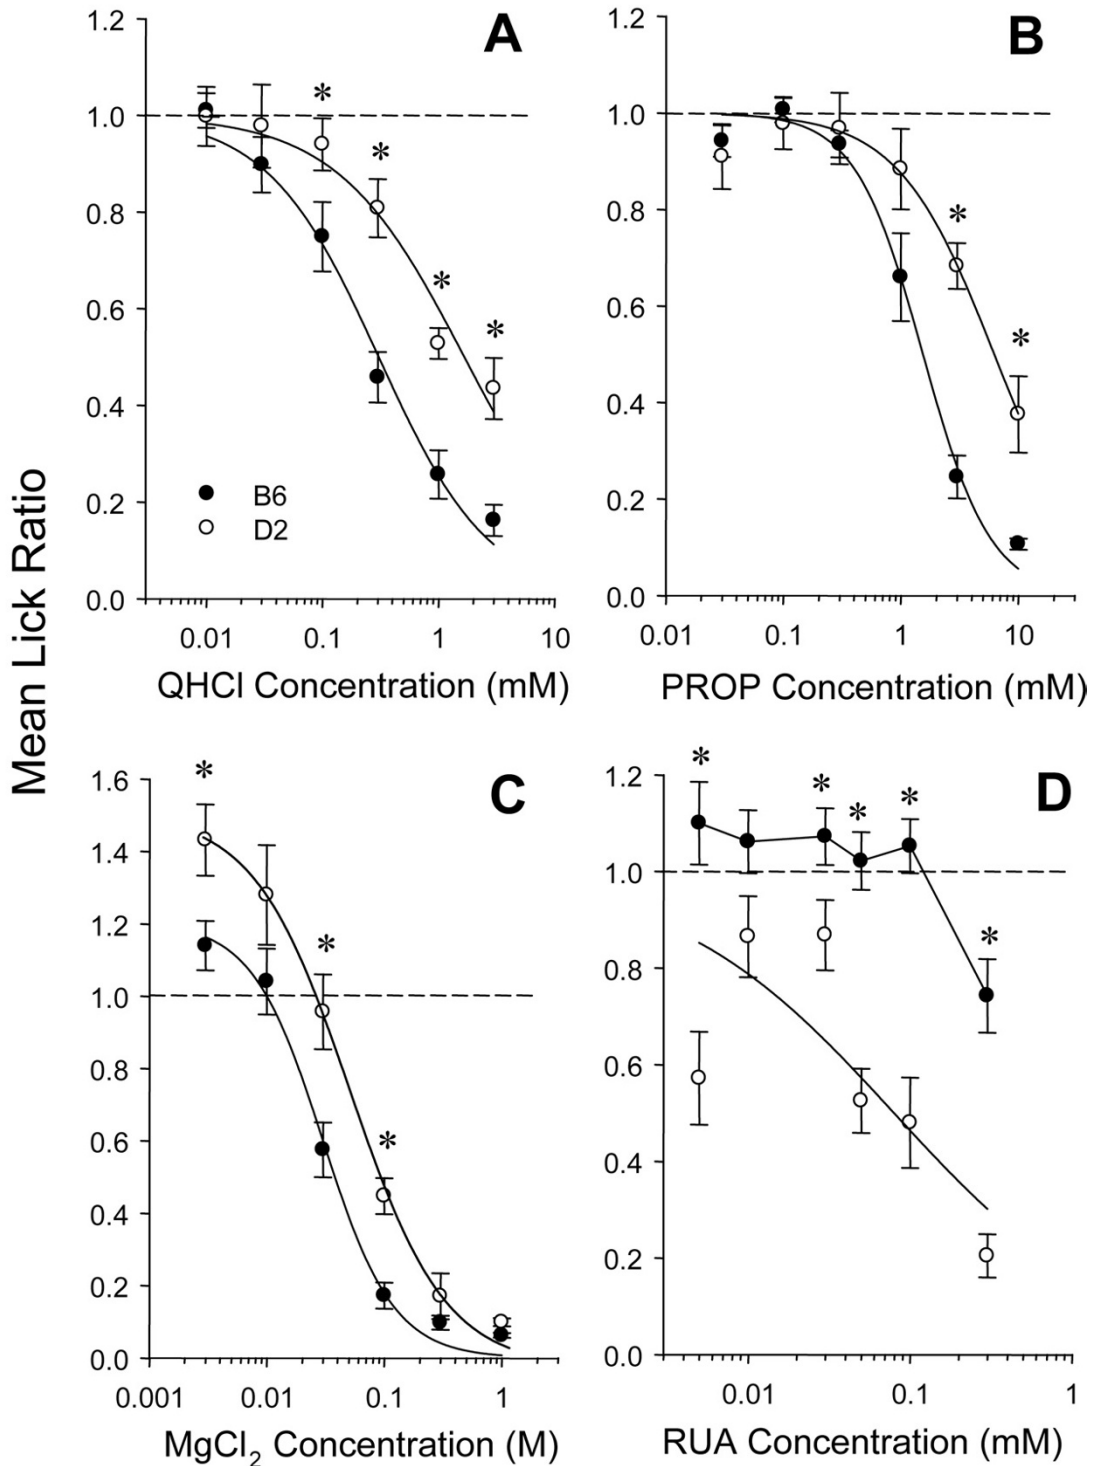 Mean Lick Ratio
A
1.2
1.0
0.8
0.6
0.4
0.2
0.0
* * * *
B6
D2
0.01 0.1 1 10
QHCl Concentration (mM)
B
1.2
1.0
0.8
0.6
0.4
0.2
0.0
* *
0.01 0.1 1 10
PROP Concentration (mM)
C
1.6
1.4
1.2
1.0
0.8
0.6
0.4
0.2
0.0
* * *
0.001 0.01 0.1 1
MgCl₂ Concentration (M)
D
1.2
1.0
0.8
0.6
0.4
0.2
0.0
* * * * *
0.01 0.1 1
RUA Concentration (mM)